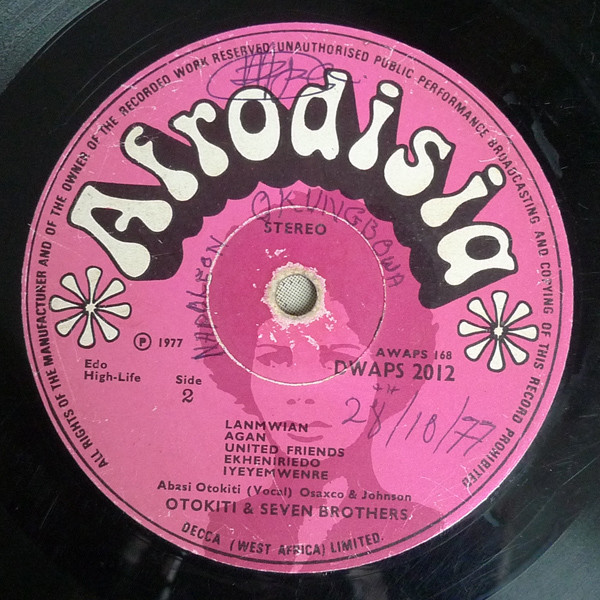 ALL RIGHTS OF THE MANUFACTURER AND OF THE OWNER OF THE RECORDED WORK RESERVED. UNAUTHORISED PUBLIC PERFORMANCE BROADCASTING AND COPYING OF THIS RECORD PROHIBITED
Afrodisia
OKUNGBOWA
STEREO
℗ 1977
Edo
High-Life
Side
2
AWAPS 168
DWAPS 2012
28/10/77
LANMWIAN
AGAN
UNITED FRIENDS
EKHENIRIEDO
IYEYEMWENRE
Abasi Otokiti (Vocal) Osaxco & Johnson
OTOKITI & SEVEN BROTHERS
DECCA (WEST AFRICA) LIMITED.